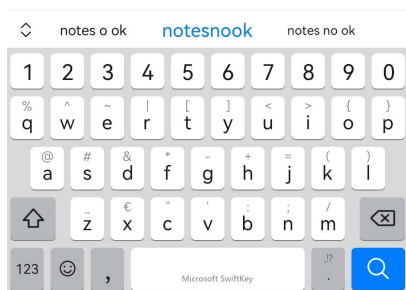 notes o ok notesnook notes no ok
1 2 3 4 5 6 7 8 9 0
% ^ ~ | [ ] < > { }
q w e r t y u i o p
@ # & * - + = ( )
a s d f g h j k l
_ € " ' : ; /
z x c v b n m
123 , Microsoft SwiftKey ,!? .